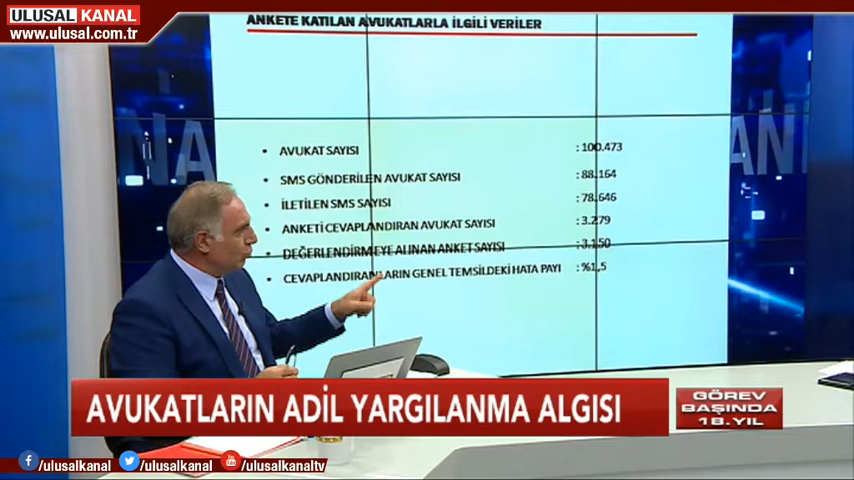 ULUSAL KANAL
www.ulusal.com.tr
ANKETE KATILAN AVUKATLARLA İLGİLİ VERİLER
• AVUKAT SAYISI : 100.473
• SMS GÖNDERİLEN AVUKAT SAYISI : 88.164
• İLETİLEN SMS SAYISI : 78.646
• ANKETİ CEVAPLANDIRAN AVUKAT SAYISI : 3.279
• DEĞERLENDİRMEYE ALINAN ANKET SAYISI : 3.150
• CEVAPLANDIRANLARIN GENEL TEMSİLDEKİ HATA PAYI : %1,5
AVUKATLARIN ADİL YARGILANMA ALGISI
GÖREV
BAŞINDA
18.YIL
/ulusalkanal /ulusalkanal /ulusalkanaltv